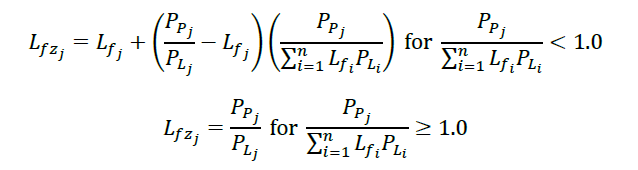 $L_{fz_j} = L_{f_j} + \left(\frac{P_{P_j}}{P_{L_j}} - L_{f_j}\right)\left(\frac{P_{P_j}}{\sum_{i=1}^{n} L_{f_i} P_{L_i}}\right)$ for $\frac{P_{P_j}}{\sum_{i=1}^{n} L_{f_i} P_{L_i}} < 1.0$
$L_{fz_j} = \frac{P_{P_j}}{P_{L_j}}$ for $\frac{P_{P_j}}{\sum_{i=1}^{n} L_{f_i} P_{L_i}} \geq 1.0$